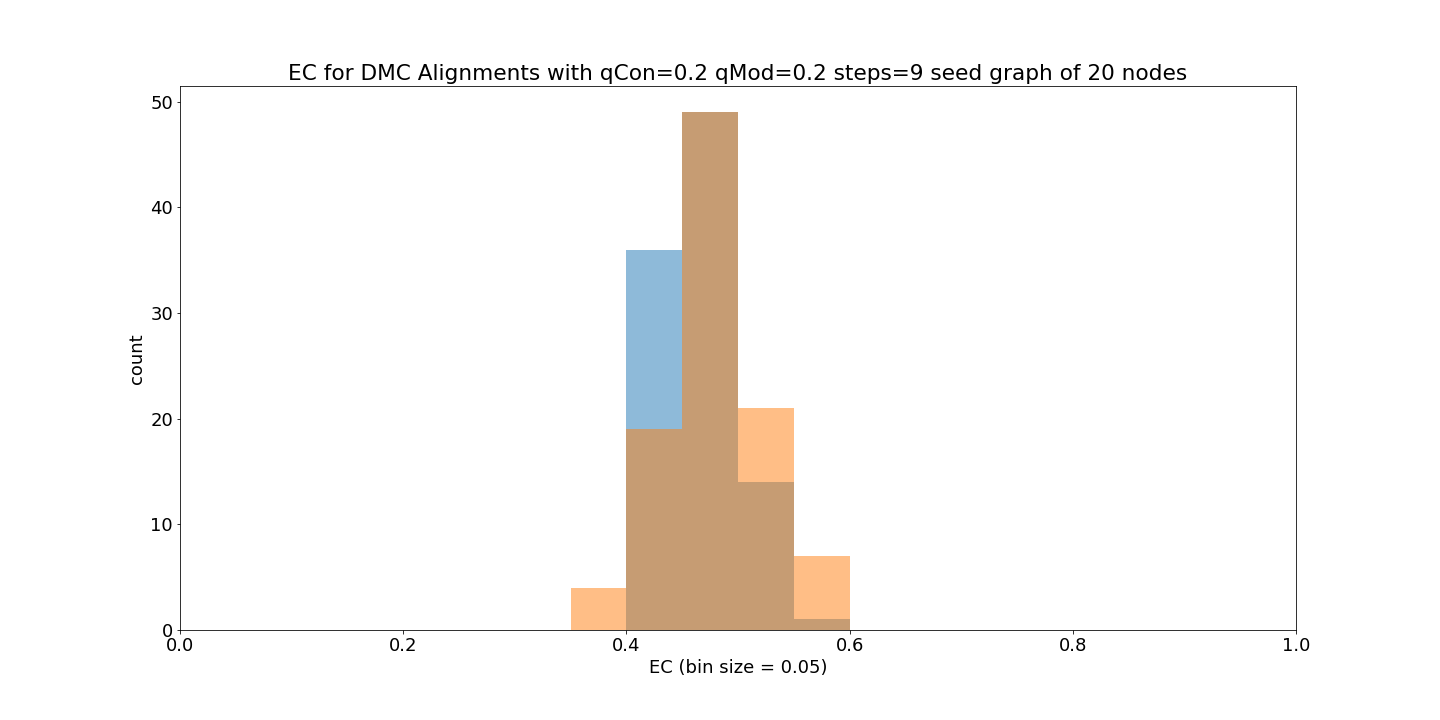 EC for DMC Alignments with qCon=0.2 qMod=0.2 steps=9 seed graph of 20 nodes
50
40
30
20
10
0
count
0.0 0.2 0.4 0.6 0.8 1.0
EC (bin size = 0.05)